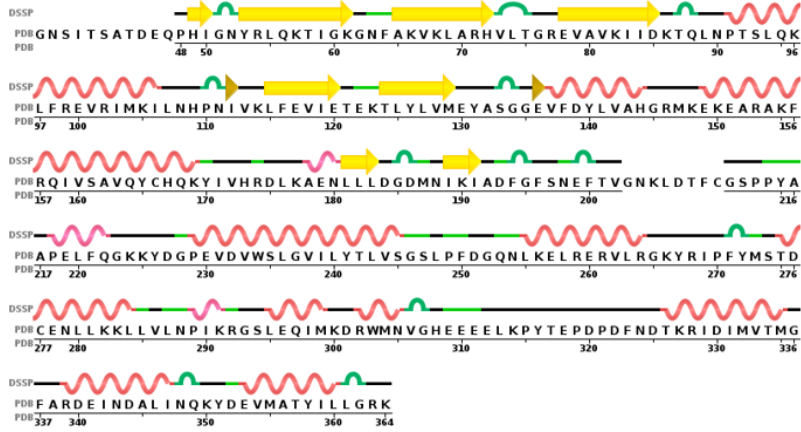 DSSP
PDB GNSITSATDEQPHIGNYRLQKTIGKGNFAKVKLARHVLTGREVAVKIIDKTQLNPTSLQK
PDB 48 50 60 70 80 90 96
DSSP
PDB LFREVRIMKILNHPNIVKLFEVIETEKTLYLVMEYASGGEVFDYLVAHGRMKEKEARAKF
PDB 97 100 110 120 130 140 150 156
DSSP
PDB RQIVSAVQYCHQKYIVHRDLKAENLLLDGDMNIKIADFGFSNEFTVGNKLDTFCGSPPYA
PDB 157 160 170 180 190 200 216
DSSP
PDB APELFQGKKYDGPEVDVWSLGVILYTLVSGSLPFDGQNLKELRERVLRGKYRIPFYMSTD
PDB 217 220 230 240 250 260 270 276
DSSP
PDB CENLLKKLLVLNPIKRGSLEQIMKDRWMNVGHEEEELKPYTEPDPDFNDTKRIDIMVTMG
PDB 277 280 290 300 310 320 330 336
DSSP
PDB FARDEINDALINQKYDEVMATYILLGRK
PDB 337 340 350 360 364